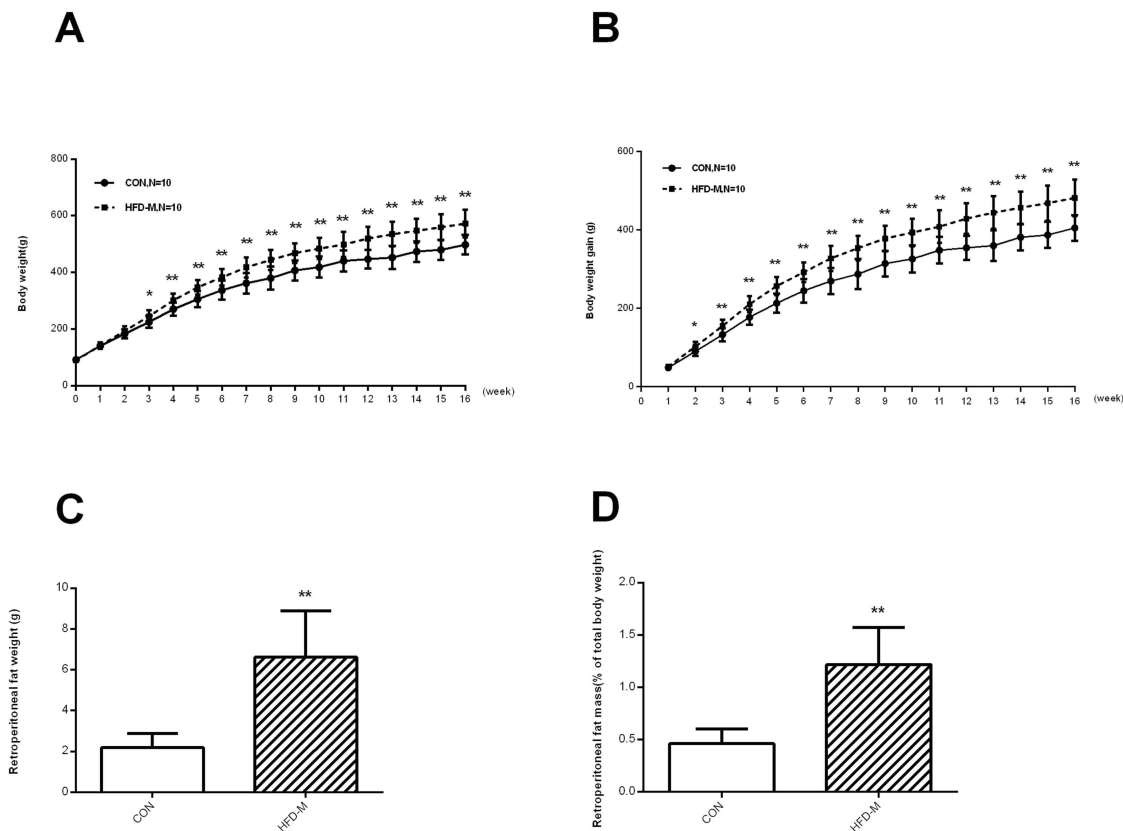 A
B
Body weight(g)
800
600
400
200
0
CON,N=10
HFD-M,N=10
* ** ** ** ** ** ** ** ** ** ** ** ** **
0 1 2 3 4 5 6 7 8 9 10 11 12 13 14 15 16 (week)
Body weight gain (g)
600
400
200
0
CON,N=10
HFD-M,N=10
* ** ** ** ** ** ** ** ** ** ** ** ** ** **
0 1 2 3 4 5 6 7 8 9 10 11 12 13 14 15 16 (week)
C
D
Retroperitoneal fat weight (g)
10
8
6
4
2
0
**
CON HFD-M
Retroperitoneal fat mass(% of total body weight)
2.0
1.5
1.0
0.5
0.0
**
CON HFD-M